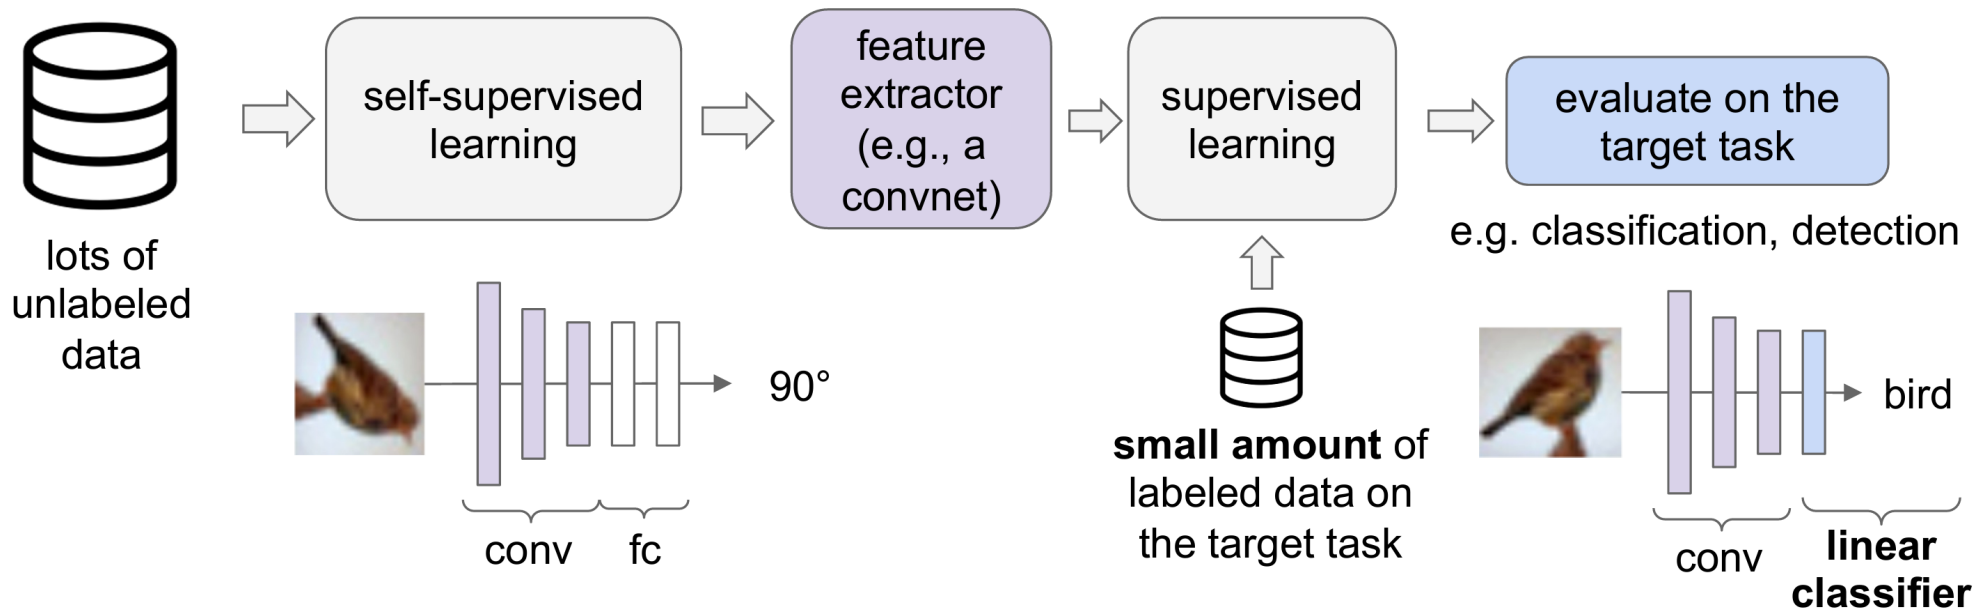 lots of
unlabeled
data
self-supervised
learning
feature
extractor
(e.g., a
convnet)
supervised
learning
evaluate on the
target task
e.g. classification, detection
90°
conv
fc
small amount of
labeled data on
the target task
bird
conv
linear
classifier